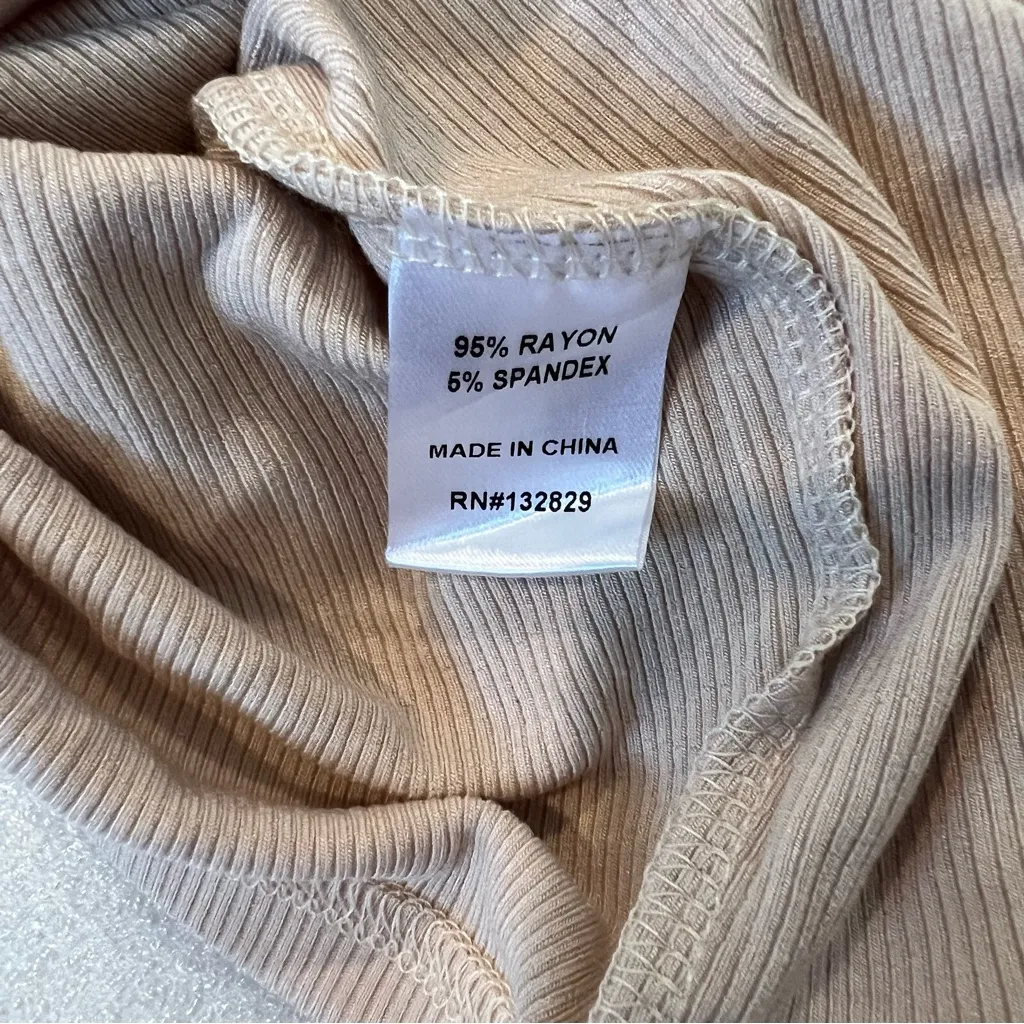 95% RAYON
5% SPANDEX
MADE IN CHINA
RN#132829